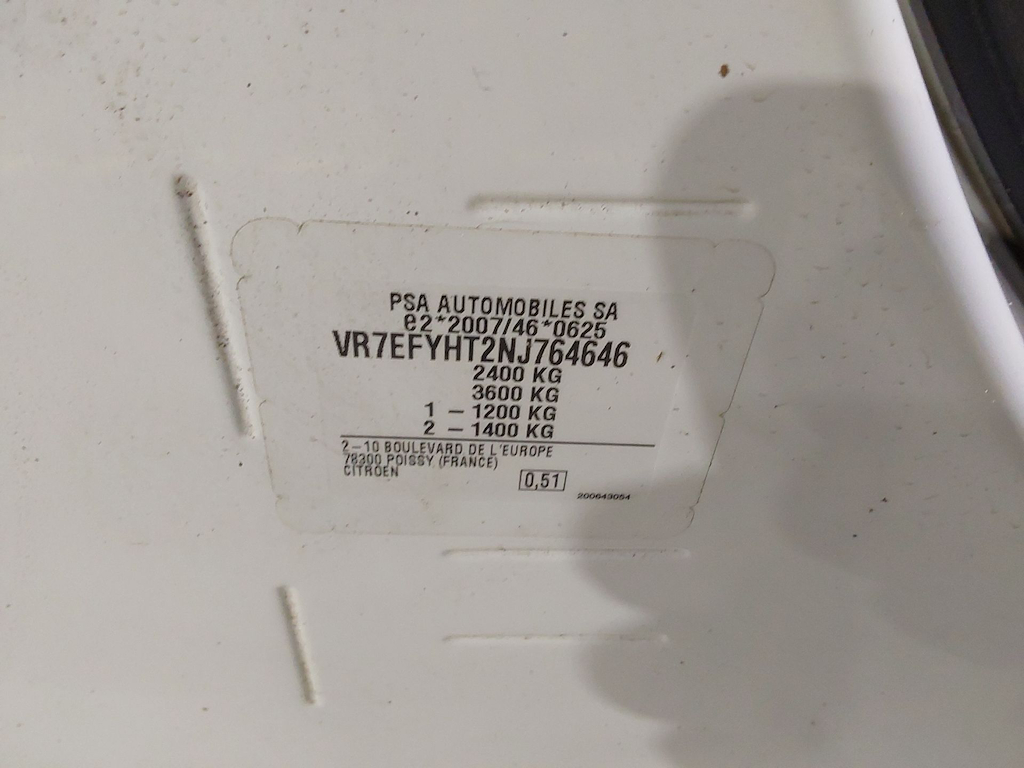 PSA AUTOMOBILES SA
e2*2007/46*0625
VR7EFYHT2NJ764646
2400 KG
3600 KG
1 – 1200 KG
2 – 1400 KG
2–10 BOULEVARD DE L'EUROPE
78300 POISSY (FRANCE)
CITROEN
0,51
200643054